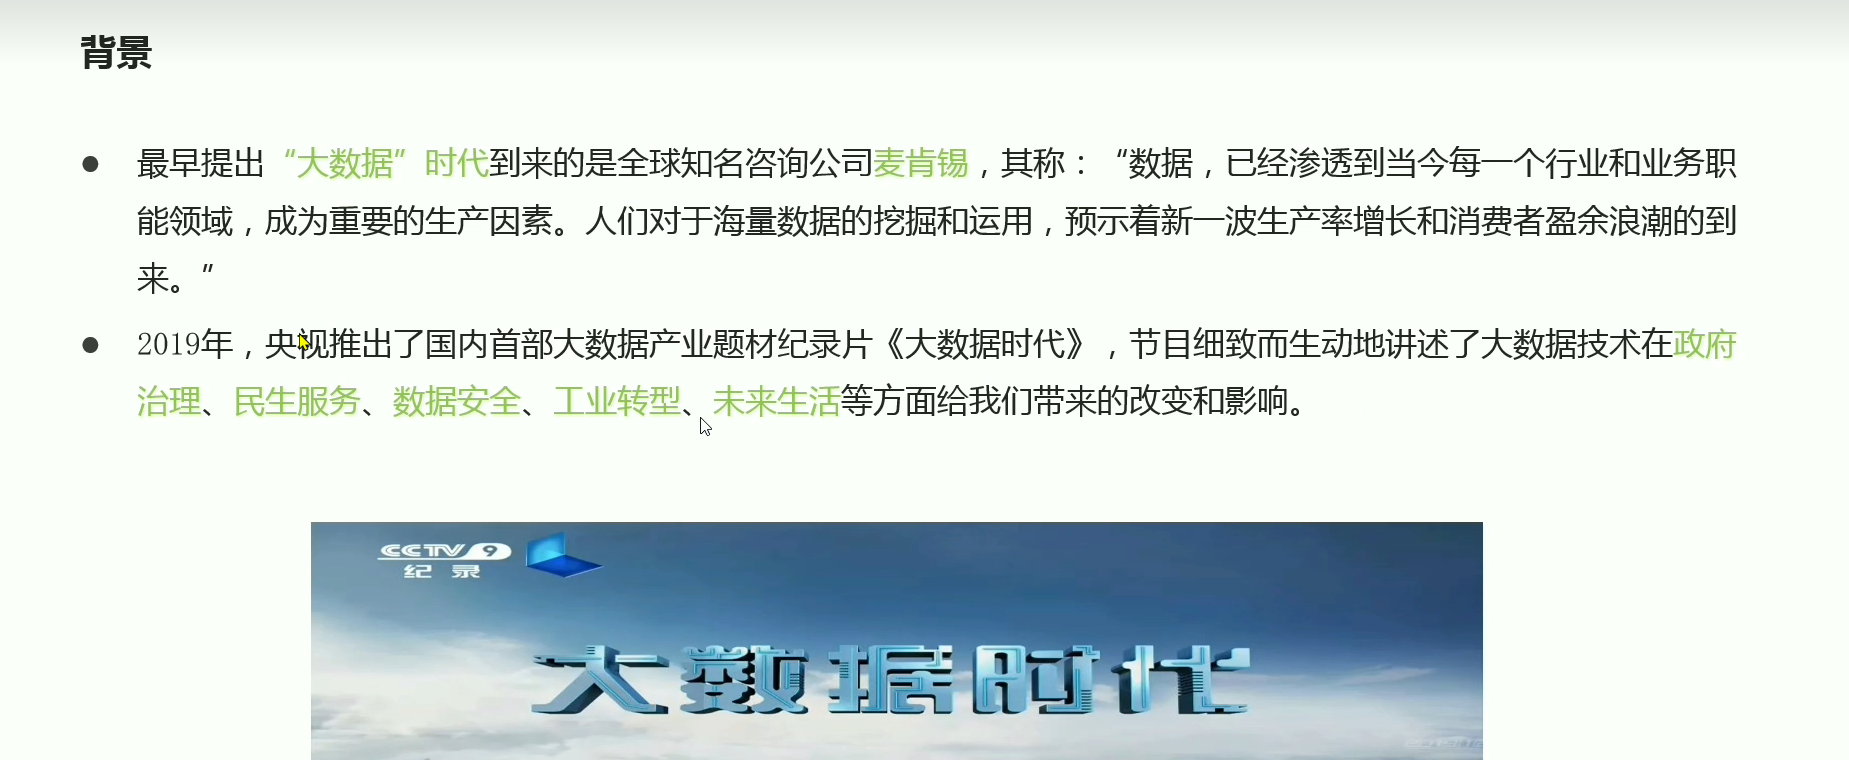 背景
● 最早提出“大数据”时代到来的是全球知名咨询公司麦肯锡，其称：“数据，已经渗透到当今每一个行业和业务职
能领域，成为重要的生产因素。人们对于海量数据的挖掘和运用，预示着新一波生产率增长和消费者盈余浪潮的到
来。”
● 2019年，央视推出了国内首部大数据产业题材纪录片《大数据时代》，节目细致而生动地讲述了大数据技术在政府
治理、民生服务、数据安全、工业转型、未来生活等方面给我们带来的改变和影响。
CCTV 9
纪 录
大数据时代